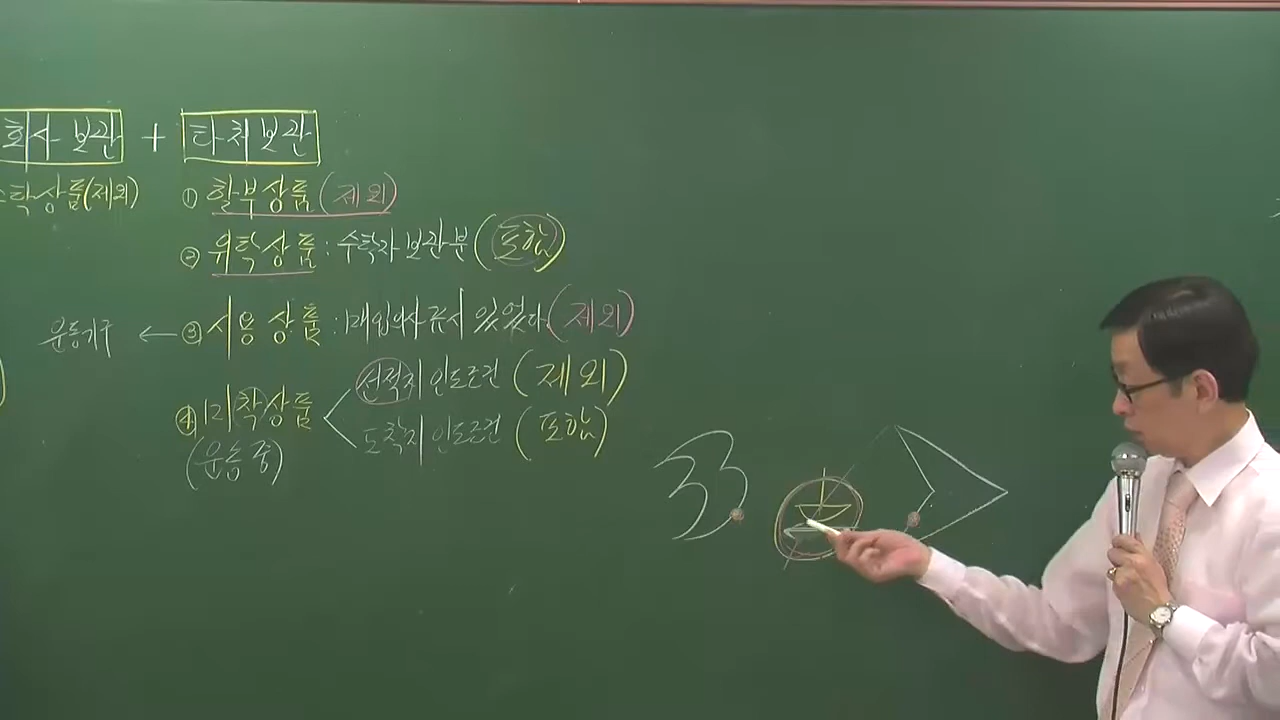 회사 보관 + 타처보관
수탁상품(제외) ① 할부상품(제외)
② 위탁상품 : 수탁자 보관분 (포함)
운동기구 ← ③ 시용상품 : 매입의사 표시 있었다 (제외)
④ 미착상품 선적지 인도조건 (제외)
(운송 중) 도착지 인도조건 (포함)